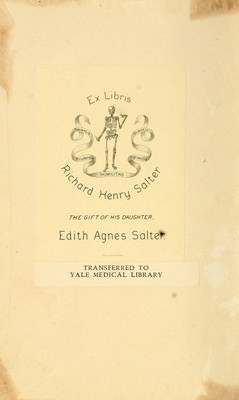 Ex Libris
HUMILITAS
Richard Henry Salter
THE GIFT OF HIS DAUGHTER,
Edith Agnes Salter
TRANSFERRED TO
YALE MEDICAL LIBRARY